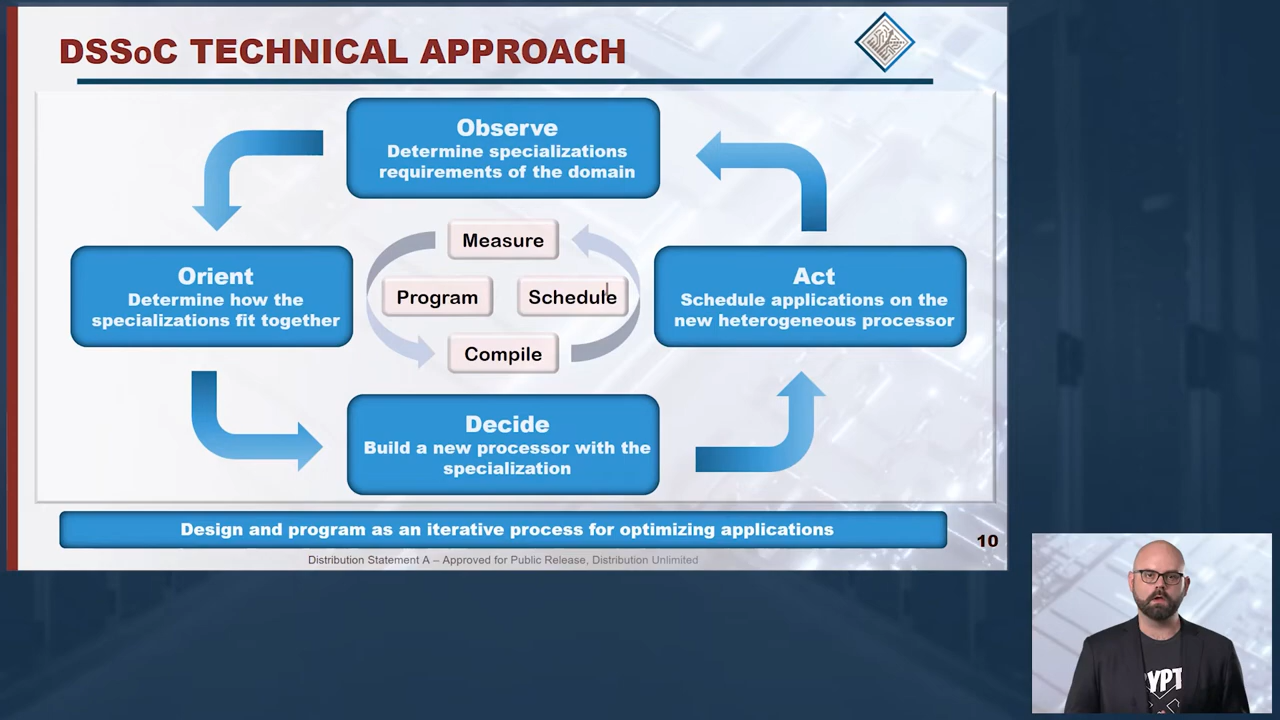 DSSoC TECHNICAL APPROACH
Observe
Determine specializations
requirements of the domain
Measure
Orient
Determine how the
specializations fit together
Program
Schedule
Act
Schedule applications on the
new heterogeneous processor
Compile
Decide
Build a new processor with the
specialization
Design and program as an iterative process for optimizing applications
10
Distribution Statement A – Approved for Public Release, Distribution Unlimited